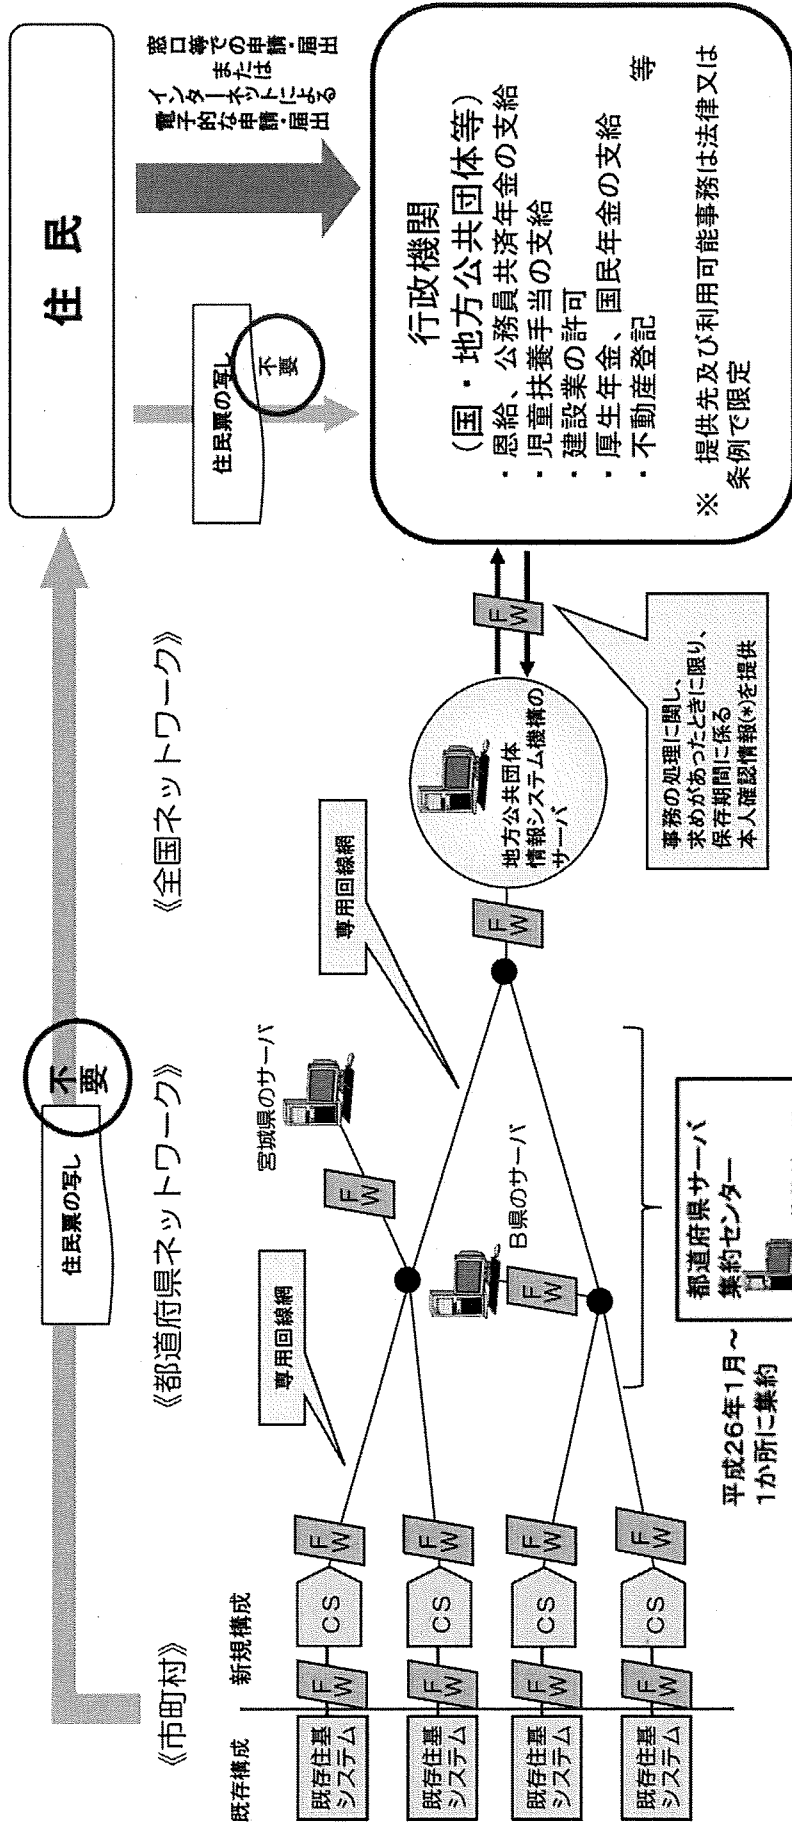 《市町村》
《都道府県ネットワーク》
《全国ネットワーク》
住民票の写し
不要
住民
既存構成
新規構成
既存住基
システム
FW
CS
FW
既存住基
システム
FW
CS
FW
既存住基
システム
FW
CS
FW
既存住基
システム
FW
CS
FW
専用回線網
FW
宮城県のサーバ
FW
B県のサーバ
専用回線網
FW
地方公共団体
情報システム機構の
サーバ
FW
都道府県サーバ
集約センター
平成26年1月~
1か所に集約
事務の処理に関し、
求めがあったときに限り、
保存期間に係る
本人確認情報(*)を提供
住民票の写し
不要
窓口等での申請・届出
または
インターネットによる
電子的な申請・届出
行政機関
(国・地方公共団体等)
・恩給、公務員共済年金の支給
・児童扶養手当の支給
・建設業の許可
・厚生年金、国民年金の支給
・不動産登記 等
※ 提供先及び利用可能事務は法律又は
条例で限定